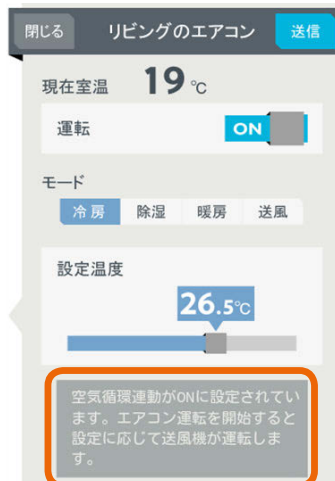 閉じる リビングのエアコン 送信
現在室温 19℃
運転 ON
モード
冷房 除湿 暖房 送風
設定温度
26.5℃
空気循環連動がONに設定されてい
ます。エアコン運転を開始すると
設定に応じて送風機が運転しま
す。